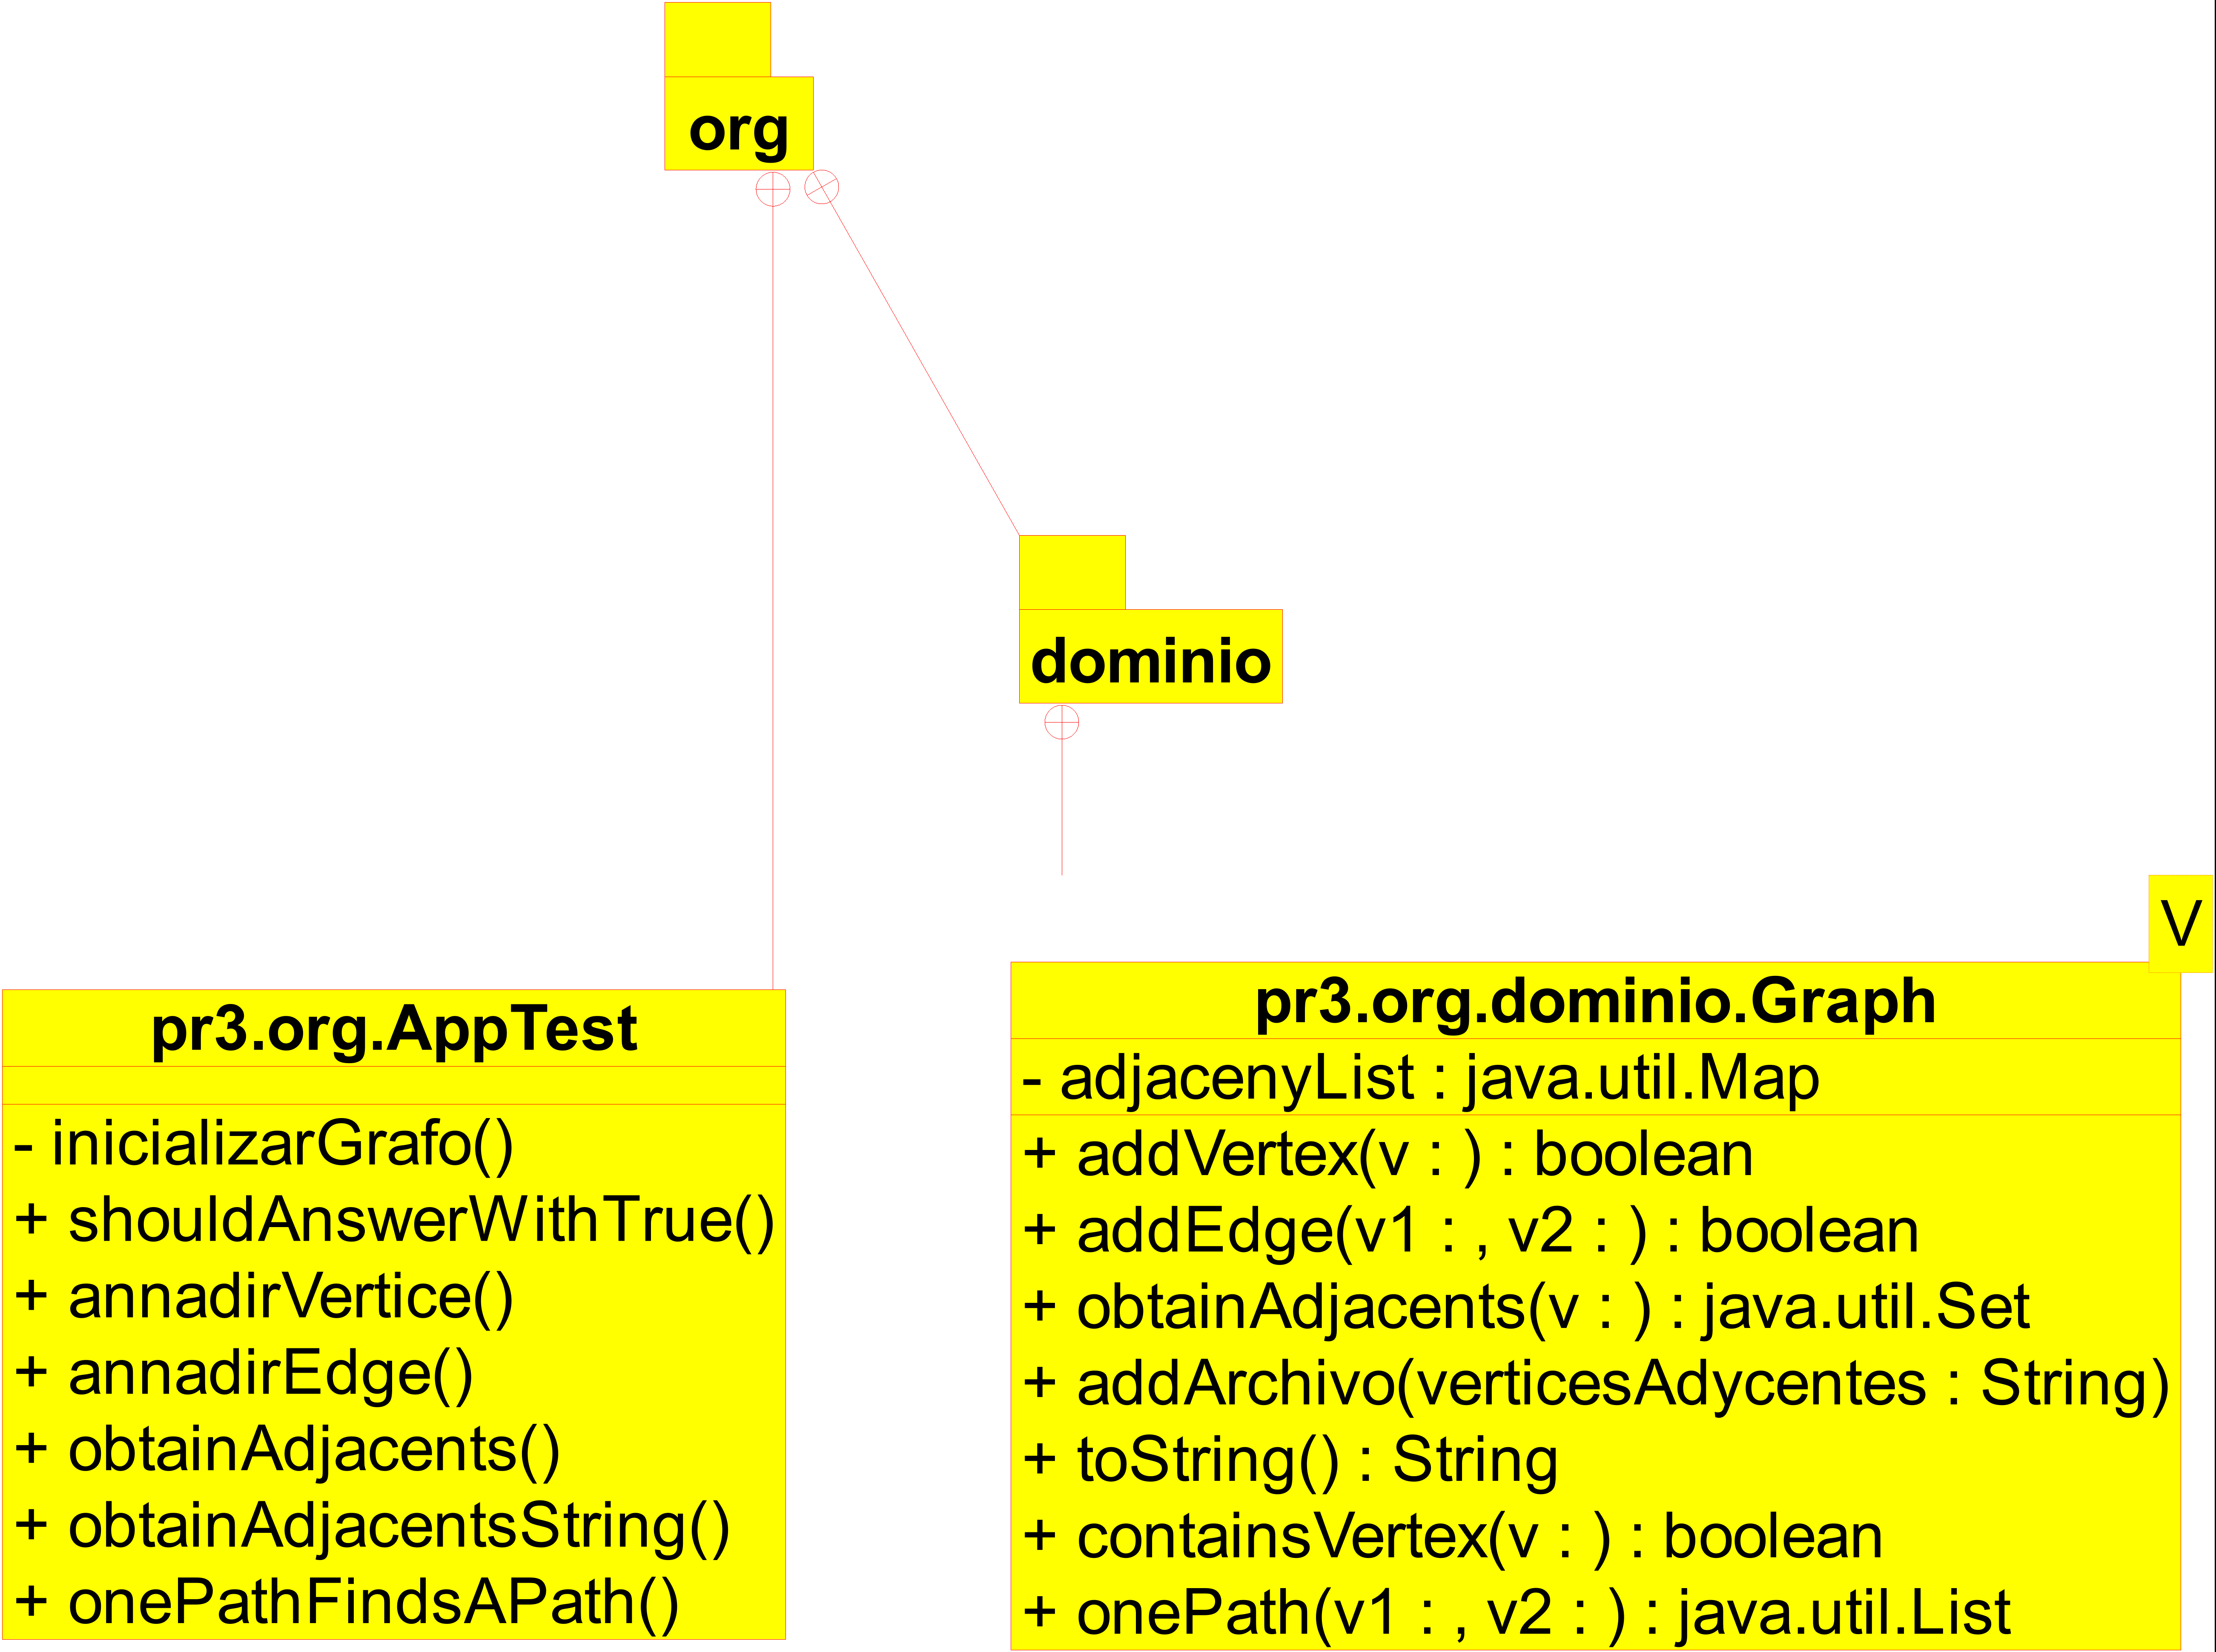 org
dominio
V
pr3.org.AppTest
- inicializarGrafo()
+ shouldAnswerWithTrue()
+ annadirVertice()
+ annadirEdge()
+ obtainAdjacents()
+ obtainAdjacentsString()
+ onePathFindsAPath()
pr3.org.dominio.Graph
- adjacenyList : java.util.Map
+ addVertex(v : ) : boolean
+ addEdge(v1 : , v2 : ) : boolean
+ obtainAdjacents(v : ) : java.util.Set
+ addArchivo(verticesAdycentes : String)
+ toString() : String
+ containsVertex(v : ) : boolean
+ onePath(v1 : , v2 : ) : java.util.List